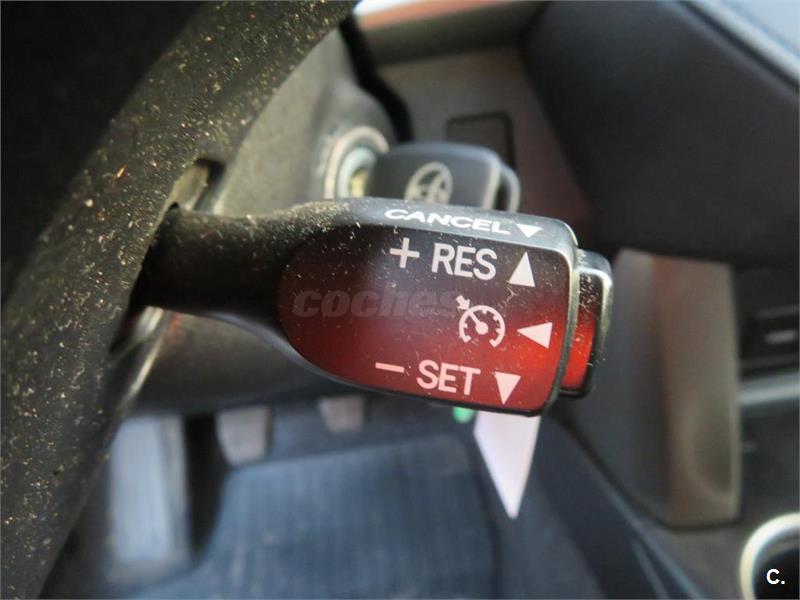 CANCEL ▼
+ RES ▲
coches
◀
− SET ▼
C.